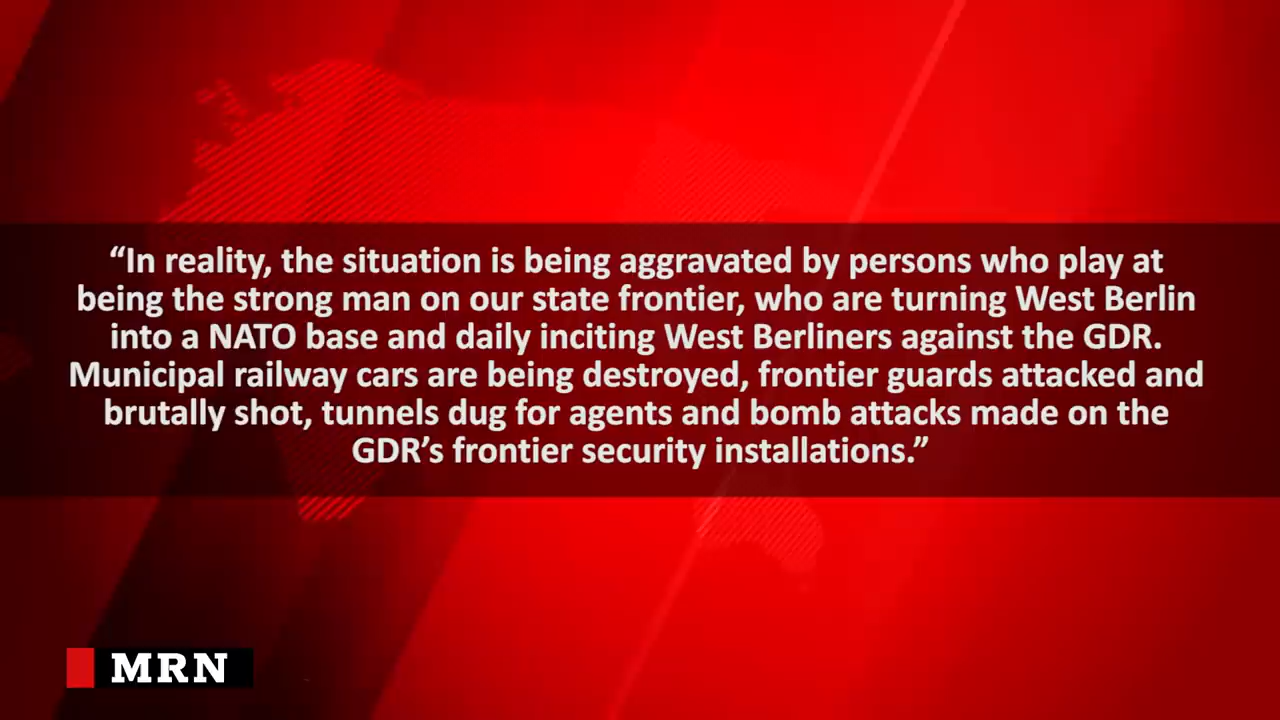 “In reality, the situation is being aggravated by persons who play at
being the strong man on our state frontier, who are turning West Berlin
into a NATO base and daily inciting West Berliners against the GDR.
Municipal railway cars are being destroyed, frontier guards attacked and
brutally shot, tunnels dug for agents and bomb attacks made on the
GDR’s frontier security installations.”
MRN